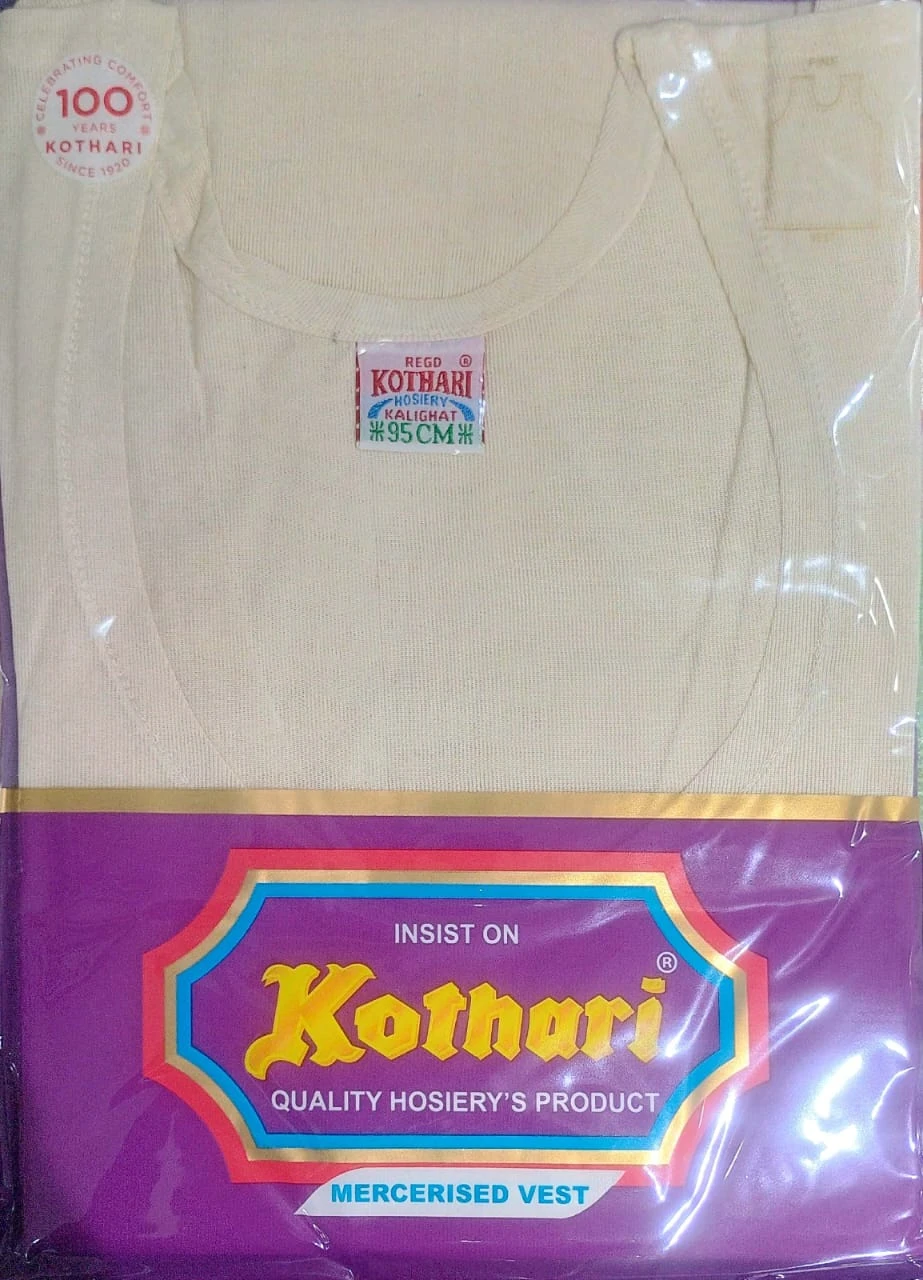 CELEBRATING COMFORT
100
YEARS
KOTHARI
SINCE 1920
REGD ®
KOTHARI
HOSIERY
KALIGHAT
95 CM
INSIST ON
Kothari ®
QUALITY HOSIERY'S PRODUCT
MERCERISED VEST